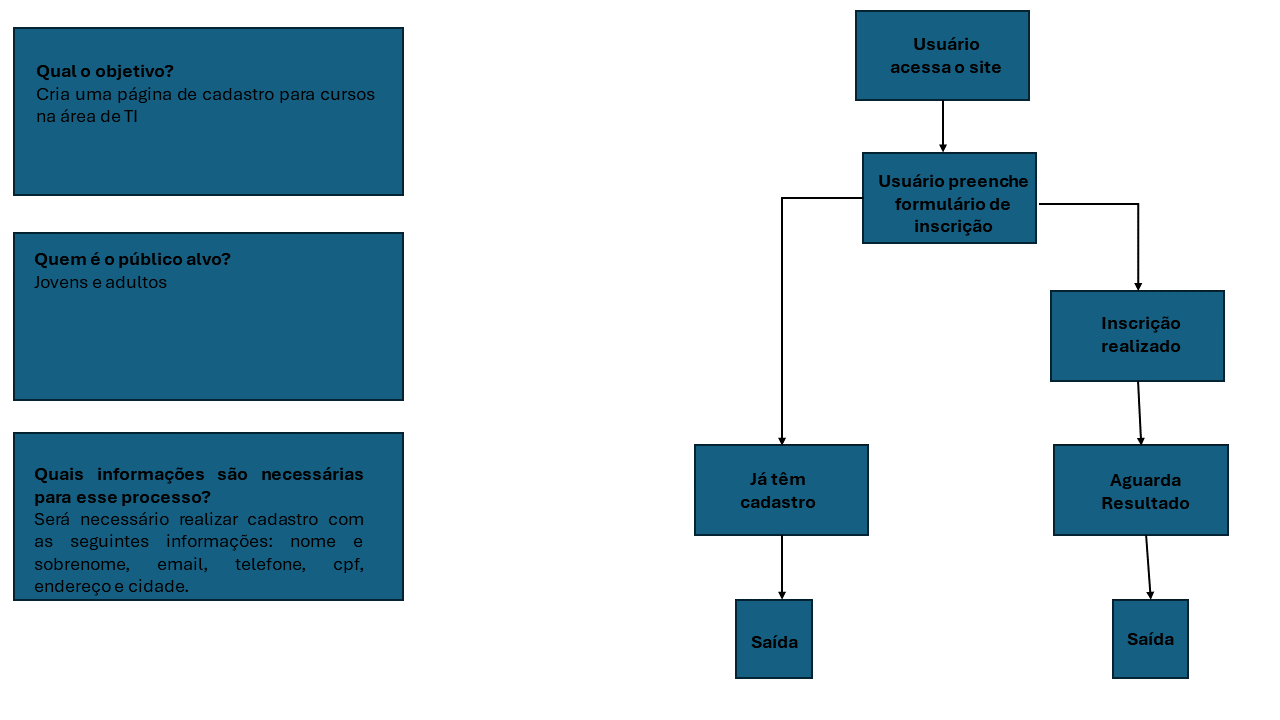 Qual o objetivo?
Cria uma página de cadastro para cursos
na área de TI
Quem é o público alvo?
Jovens e adultos
Quais informações são necessárias
para esse processo?
Será necessário realizar cadastro com
as seguintes informações: nome e
sobrenome, email, telefone, cpf,
endereço e cidade.
Usuário
acessa o site
Usuário preenche
formulário de
inscrição
Inscrição
realizado
Já têm
cadastro
Aguarda
Resultado
Saída
Saída